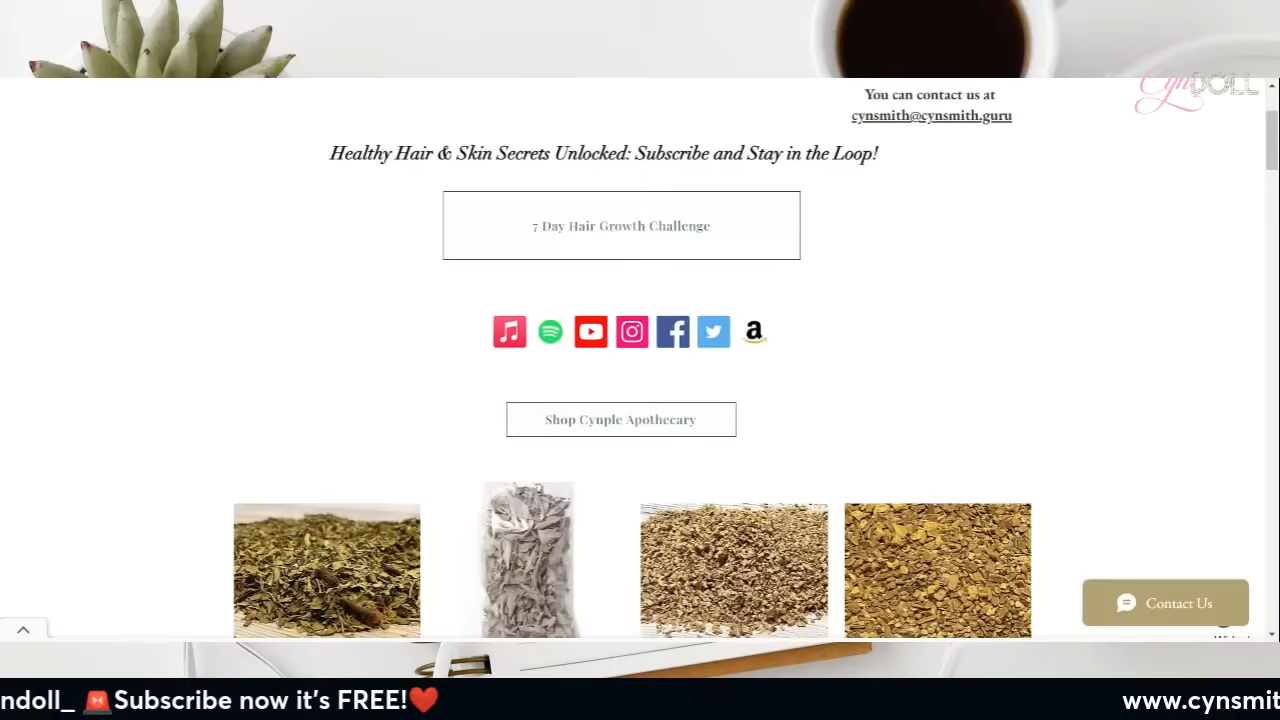 You can contact us at
CynDOLL
cynsmith@cynsmith.guru
Healthy Hair & Skin Secrets Unlocked: Subscribe and Stay in the Loop!
7 Day Hair Growth Challenge
a
Shop Cynple Apothecary
Contact Us
ndoll_ 🚨Subscribe now it's FREE!❤️ www.cynsmit